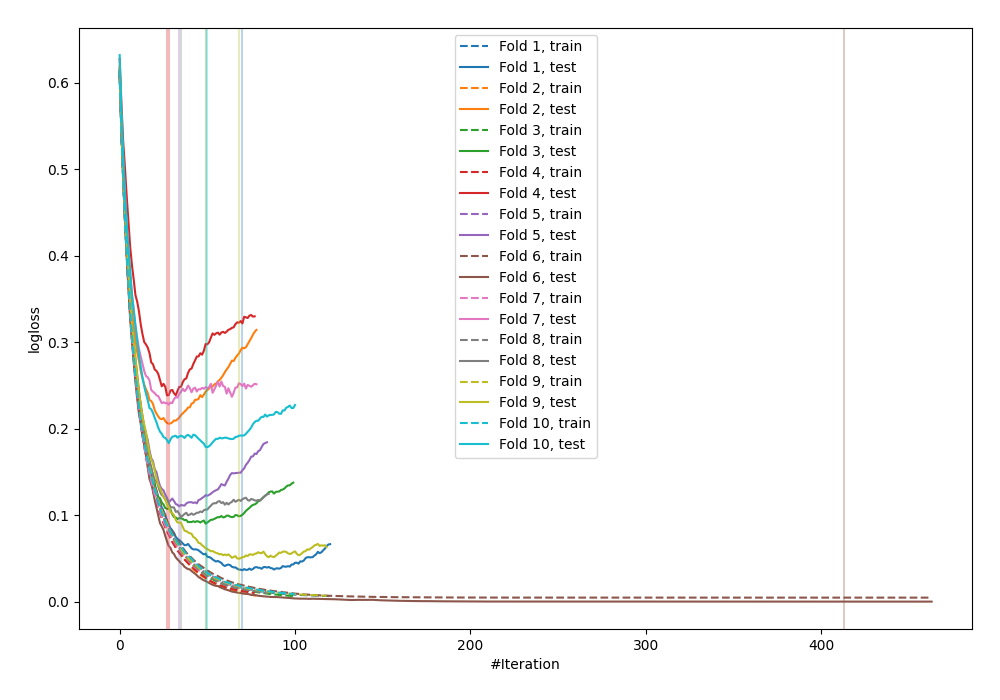 0.6
0.5
0.4
0.3
0.2
0.1
0.0
logloss
0
100
200
300
400
#Iteration
Fold 1, train
Fold 1, test
Fold 2, train
Fold 2, test
Fold 3, train
Fold 3, test
Fold 4, train
Fold 4, test
Fold 5, train
Fold 5, test
Fold 6, train
Fold 6, test
Fold 7, train
Fold 7, test
Fold 8, train
Fold 8, test
Fold 9, train
Fold 9, test
Fold 10, train
Fold 10, test